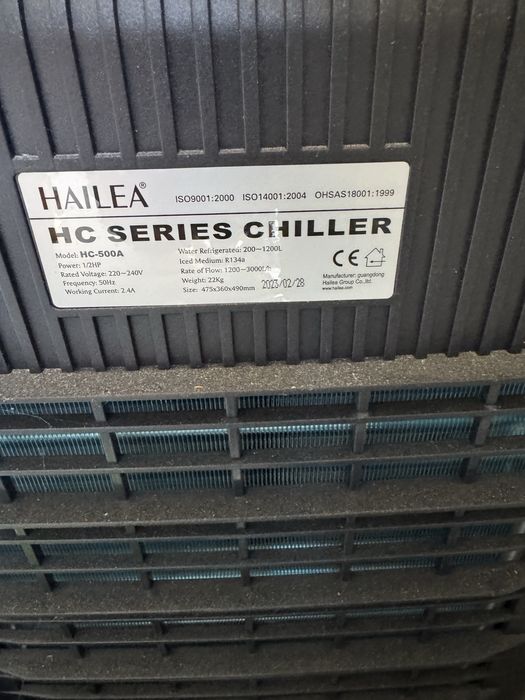 HAILEA® ISO9001:2000 ISO14001:2004 OHSAS18001:1999
HC SERIES CHILLER
Model: HC-500A
Power: 1/2HP
Rated Voltage: 220~240V
Frequency: 50Hz
Working Current: 2.4A
Water Refrigerated: 200~1200L
Iced Medium: R134a
Rate of Flow: 1200~3000L/h
Weight: 22Kg
Size: 475x360x490mm
2023/02/28
CE
Manufacturer: guangdong
Hailea Group Co.,ltd.
www.hailea.com